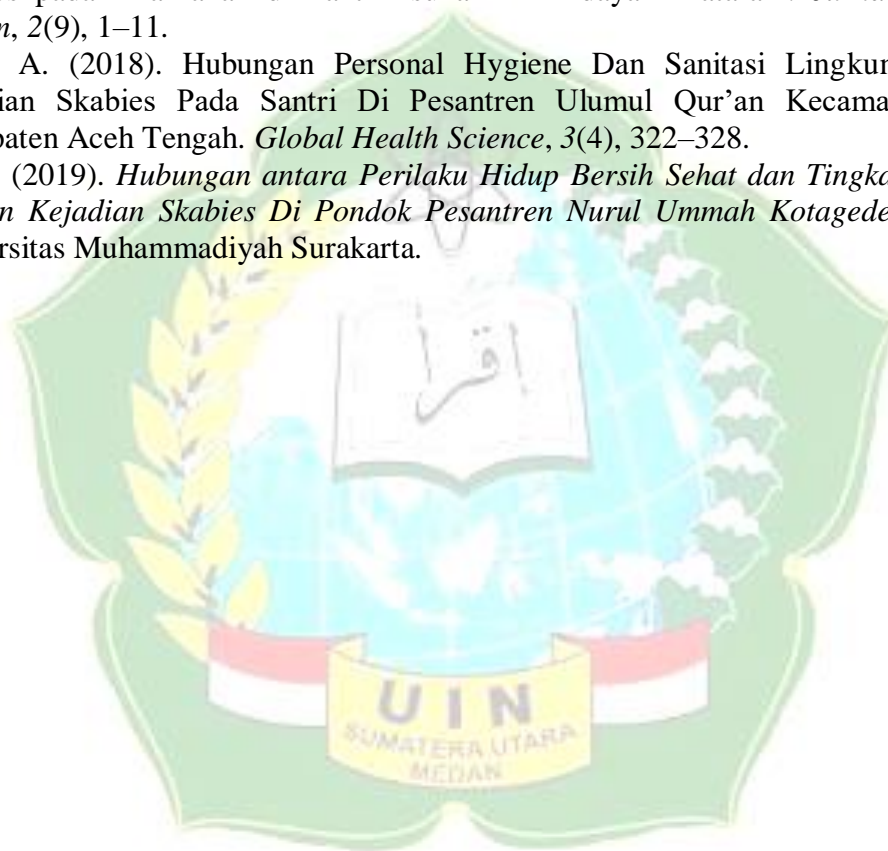 n, 2(9), 1–11.
A. (2018). Hubungan Personal Hygiene Dan Sanitasi Lingkun
ian Skabies Pada Santri Di Pesantren Ulumul Qur'an Kecama
paten Aceh Tengah. Global Health Science, 3(4), 322–328.
(2019). Hubungan antara Perilaku Hidup Bersih Sehat dan Tingka
n Kejadian Skabies Di Pondok Pesantren Nurul Ummah Kotagede
rsitas Muhammadiyah Surakarta.
اقرأ
UIN
SUMATERA UTARA
MEDAN